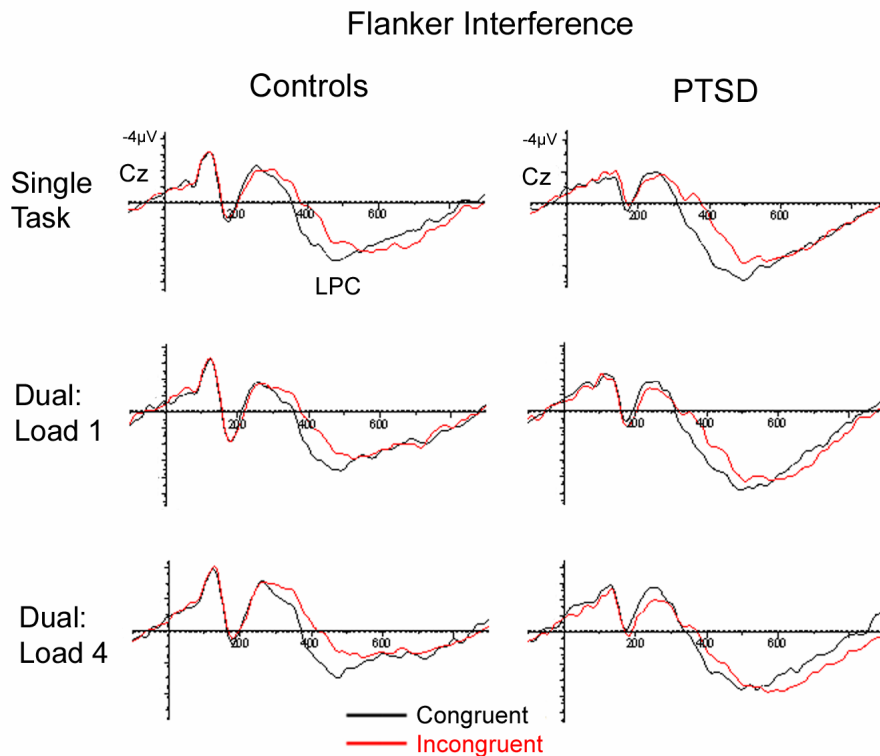 Flanker Interference
Controls
PTSD
Single
Task
-4µV
Cz
200
400
600
LPC
-4µV
Cz
200
400
600
Dual:
Load 1
200
400
600
200
400
600
Dual:
Load 4
200
400
600
200
400
600
Congruent
Incongruent